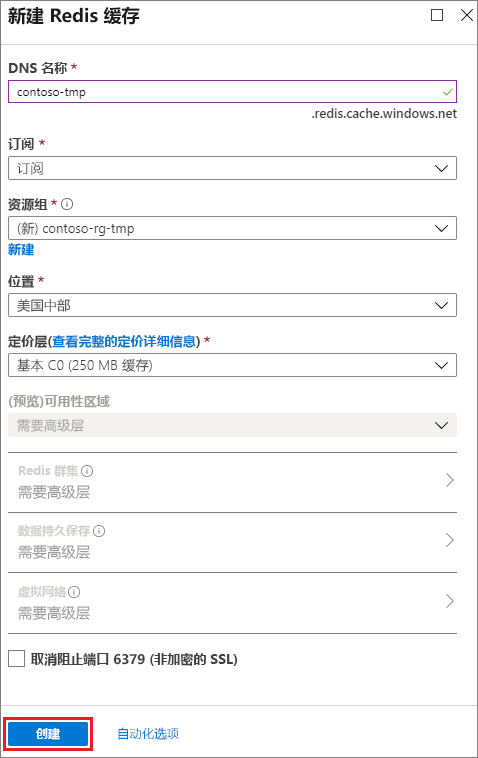 新建 Redis 缓存
DNS 名称 *
contoso-tmp
.redis.cache.windows.net
订阅 *
订阅
资源组 *
(新) contoso-rg-tmp
新建
位置 *
美国中部
定价层(查看完整的定价详细信息) *
基本 C0 (250 MB 缓存)
(预览)可用性区域
需要高级层
Redis 群集
需要高级层
数据持久保存
需要高级层
虚拟网络
需要高级层
取消阻止端口 6379 (非加密的 SSL)
创建 自动化选项